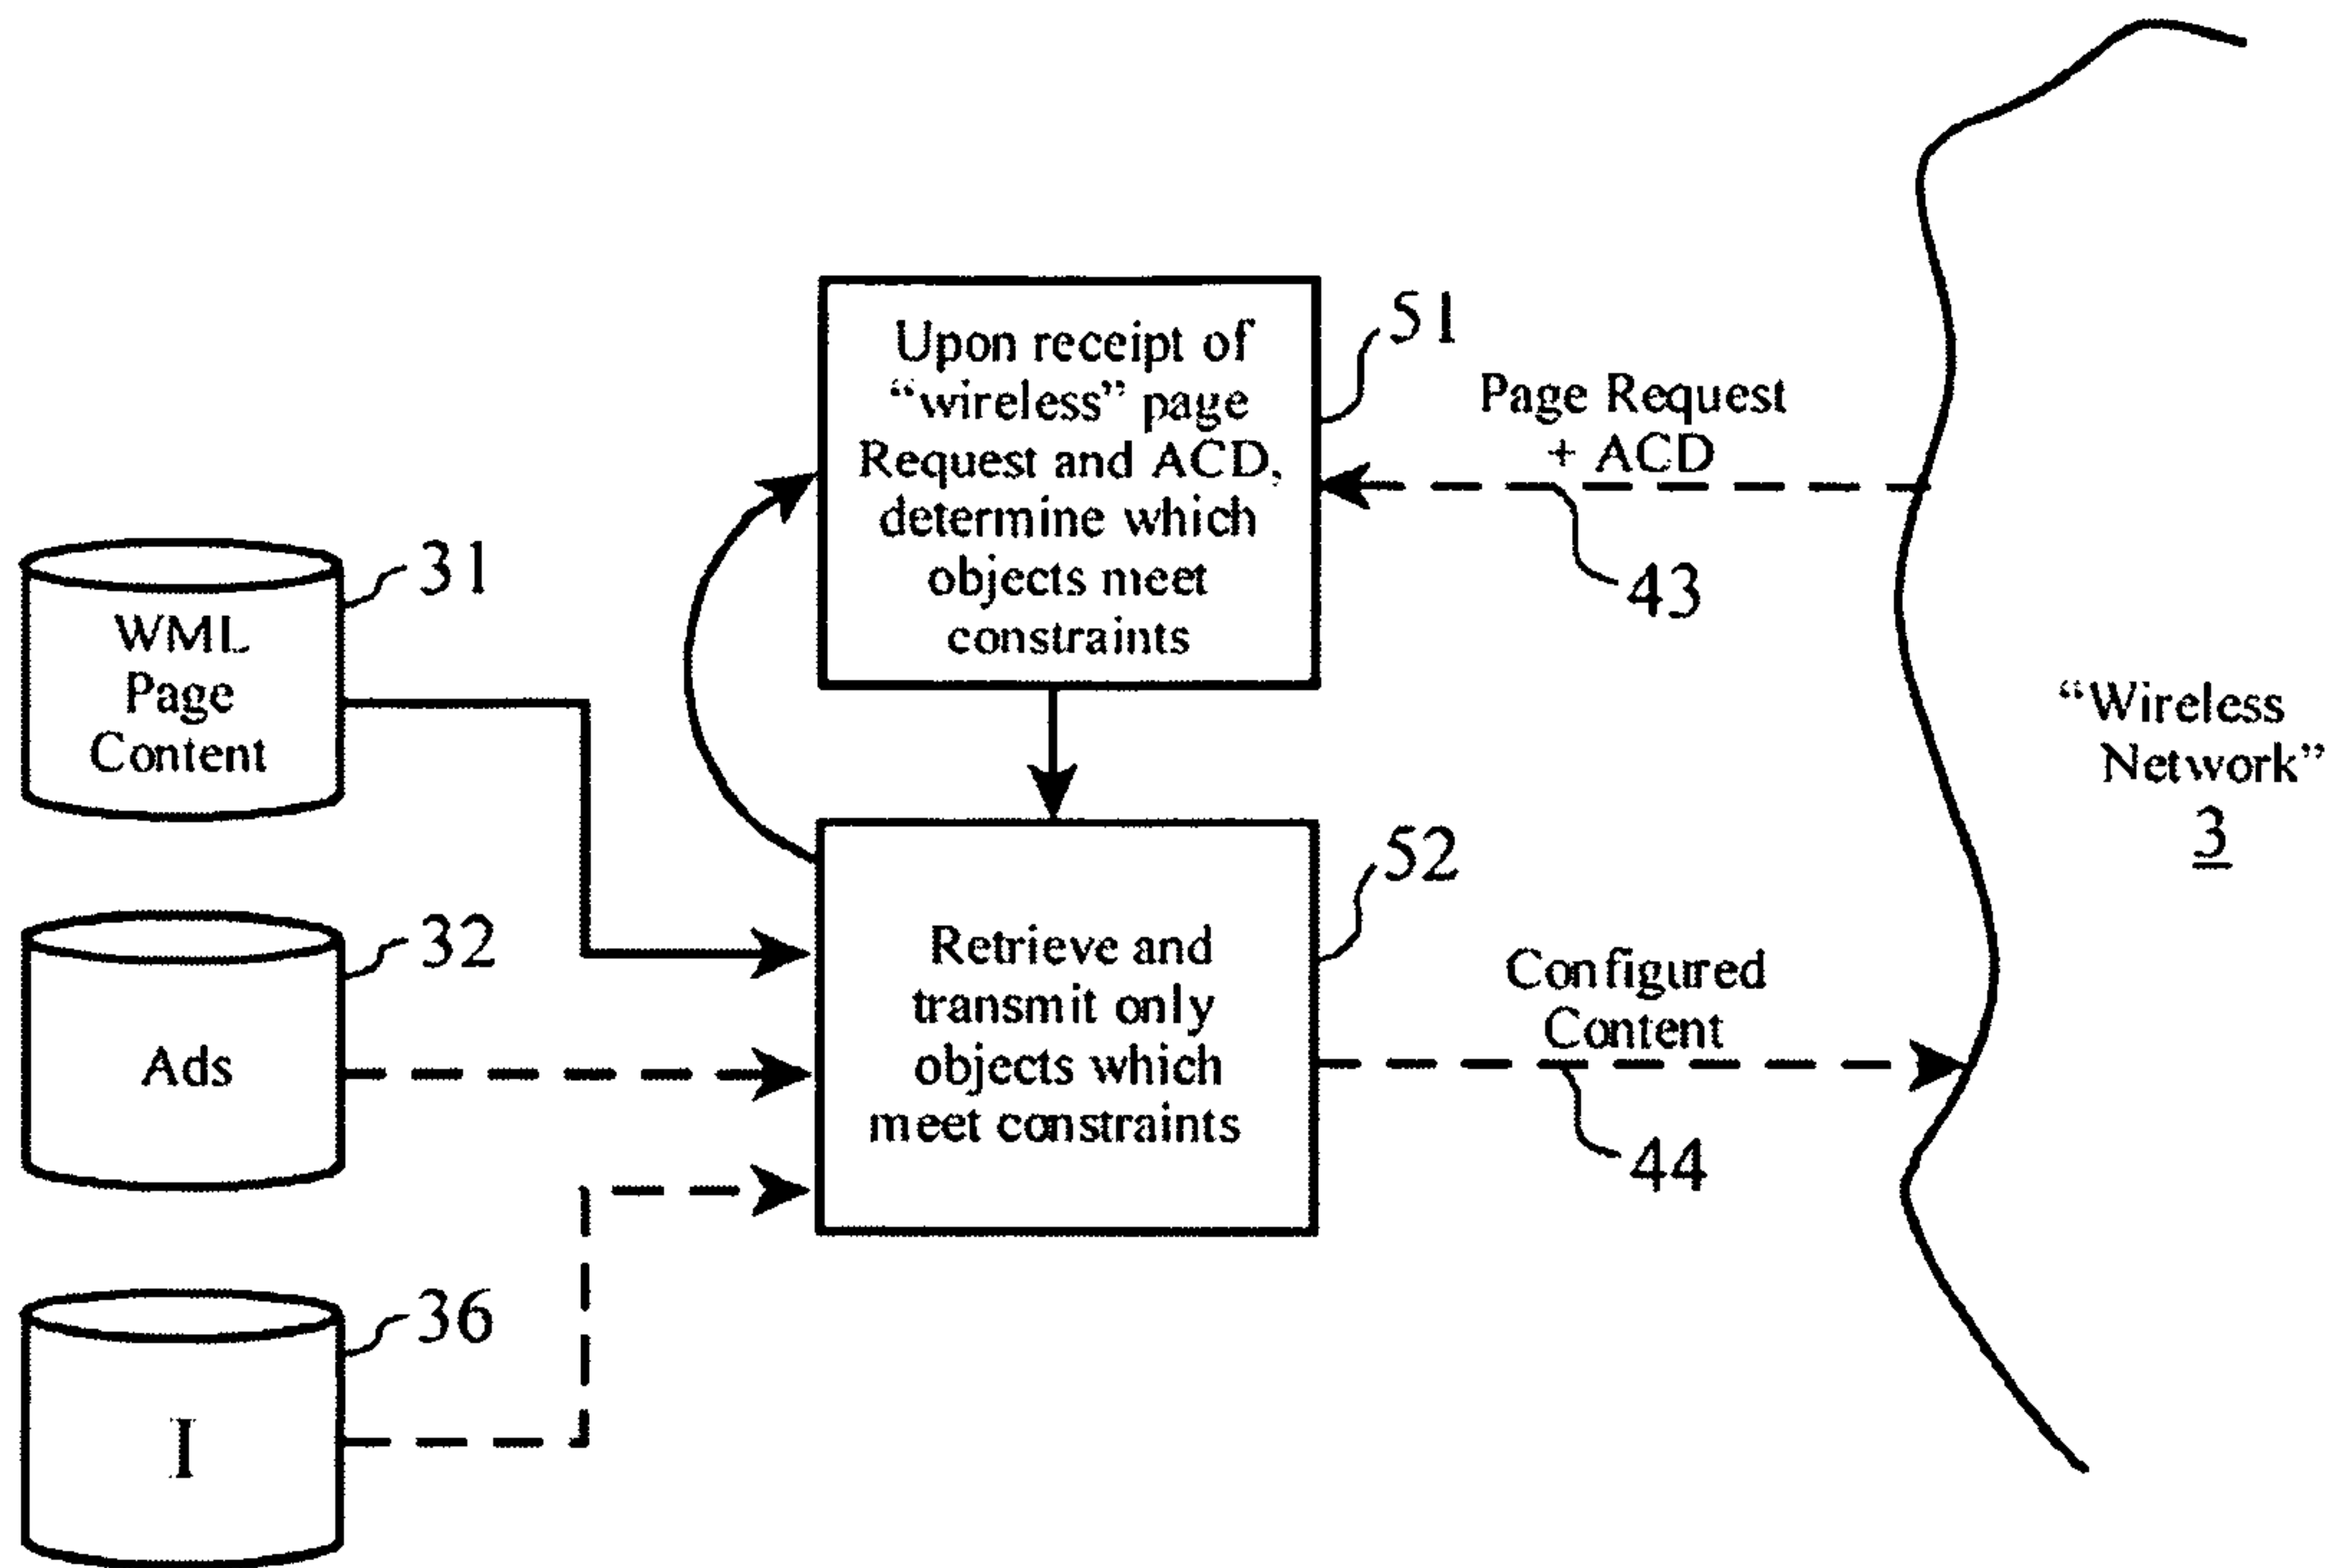 Upon receipt of
“wireless” page
Request and ACD,
determine which
objects meet
constraints
51
Page Request
+ ACD
43
WML
Page
Content
31
“Wireless
Network”
3
Ads
32
Retrieve and
transmit only
objects which
meet constraints
52
Configured
Content
44
I
36